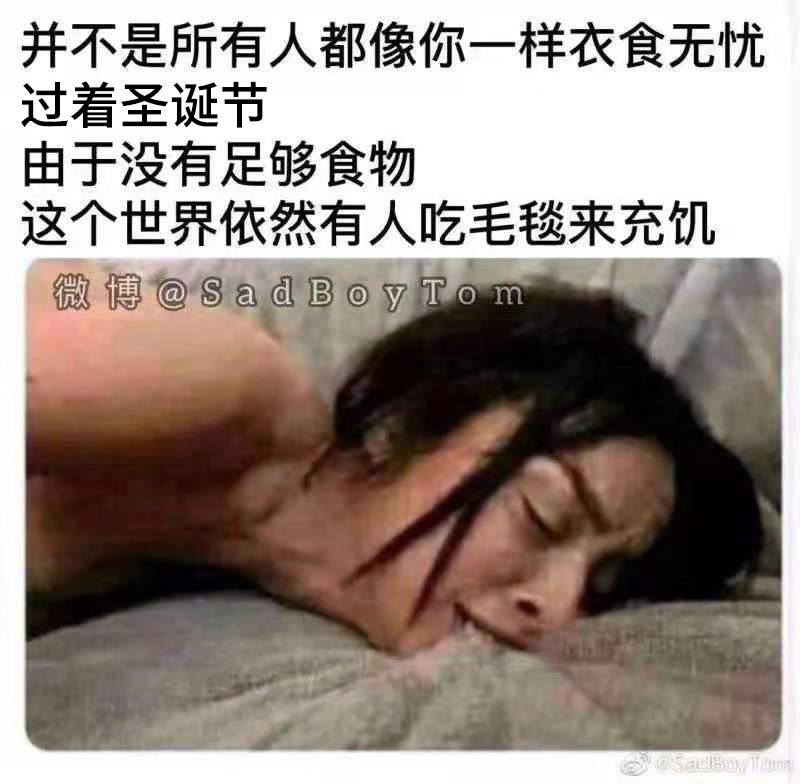 并不是所有人都像你一样衣食无忧
过着圣诞节
由于没有足够食物
这个世界依然有人吃毛毯来充饥
微博@SadBoyTom
@SadBoyTom